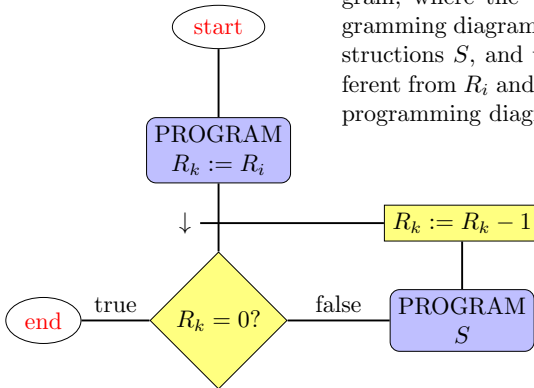 gram, where the
gramming diagram
structions S, and
ferent from R_i and
programming diag
start
PROGRAM
R_k := R_i
↓
R_k := R_k − 1
end
true
R_k = 0?
false
PROGRAM
S